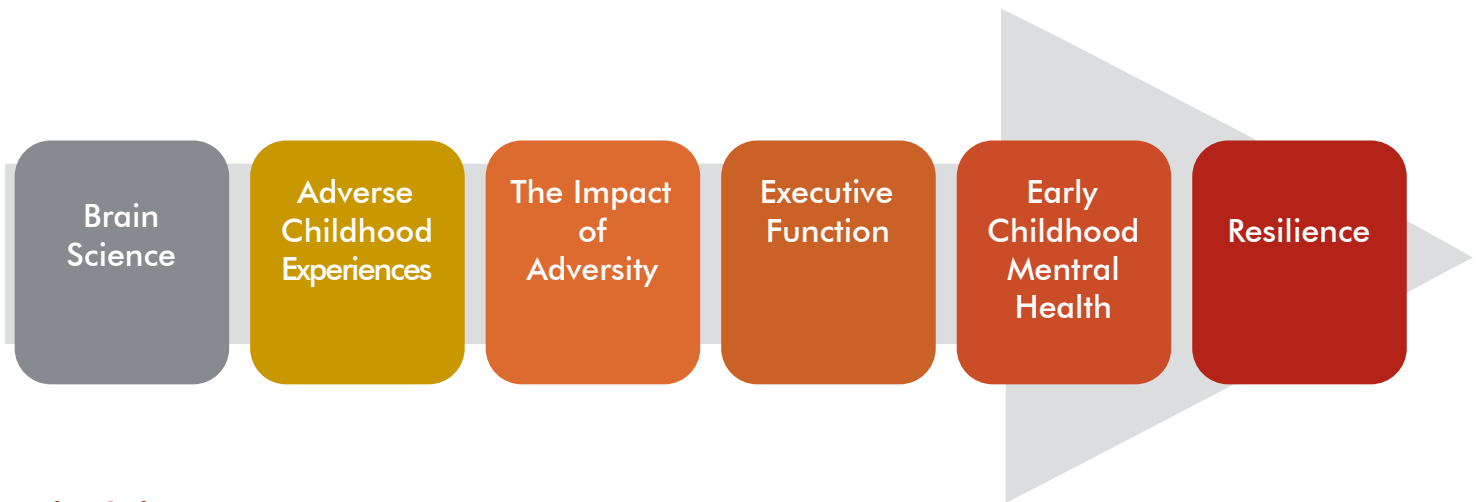 Brain
Science
Adverse
Childhood
Experiences
The Impact
of
Adversity
Executive
Function
Early
Childhood
Mentral
Health
Resilience